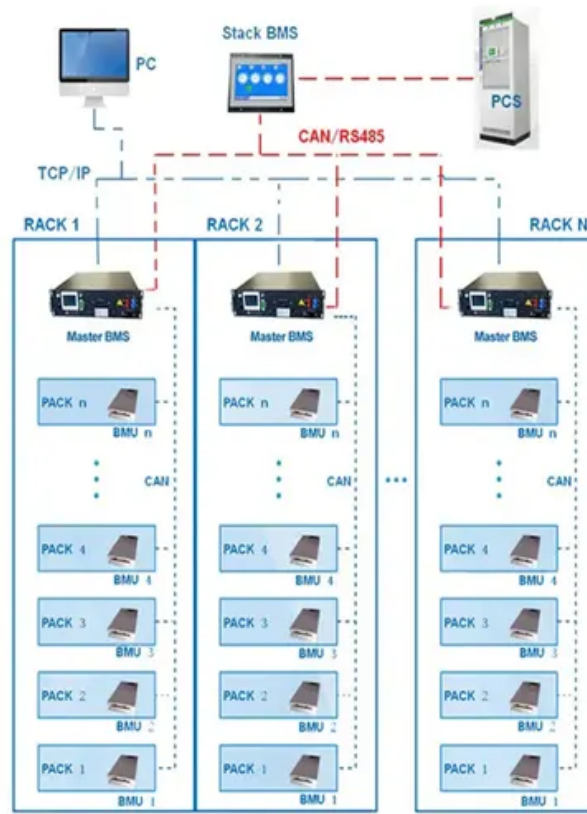 Stack BMS
PC
PCS
CAN/RS485
TCP/IP
RACK 1
RACK 2
RACK N
Master BMS
Master BMS
Master BMS
PACK n
BMU n
PACK n
BMU n
PACK n
BMU n
CAN
CAN
CAN
PACK 4
BMU 4
PACK 4
BMU 4
PACK 4
BMU 4
PACK 3
BMU 3
PACK 3
BMU 3
PACK 3
BMU 3
PACK 2
BMU 2
PACK 2
BMU 2
PACK 2
BMU 2
PACK 1
BMU 1
PACK 1
BMU 1
PACK 1
BMU 1